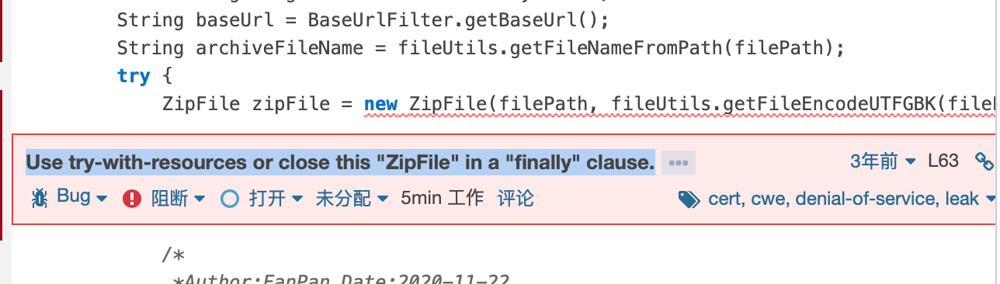 String baseUrl = BaseUrlFilter.getBaseUrl();
String archiveFileName = fileUtils.getFileNameFromPath(filePath);
try {
ZipFile zipFile = new ZipFile(filePath, fileUtils.getFileEncodeUTFGBK(file
Use try-with-resources or close this "ZipFile" in a "finally" clause. 3年前 L63
Bug 阻断 打开 未分配 5min 工作 评论 cert, cwe, denial-of-service, leak
/*
*Author:FanPan Date:2020-11-22